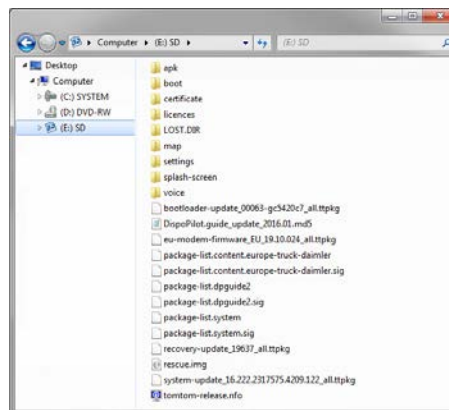 Computer ▸ (E:) SD
(E:) SD
Desktop
Computer
(C:) SYSTEM
(D:) DVD-RW
(E:) SD
apk
boot
certificate
licences
LOST.DIR
map
settings
splash-screen
voice
bootloader-update_00063-gc5420c7_all.ttpkg
DispoPilot.guide_update_2016.01.md5
eu-modem-firmware_EU_19.10.024_all.ttpkg
package-list.content.europe-truck-daimler
package-list.content.europe-truck-daimler.sig
package-list.dpguide2
package-list.dpguide2.sig
package-list.system
package-list.system.sig
recovery-update_19637_all.ttpkg
rescue.img
system-update_16.222.2317575.4209.122_all.ttpkg
tomtom-release.nfo